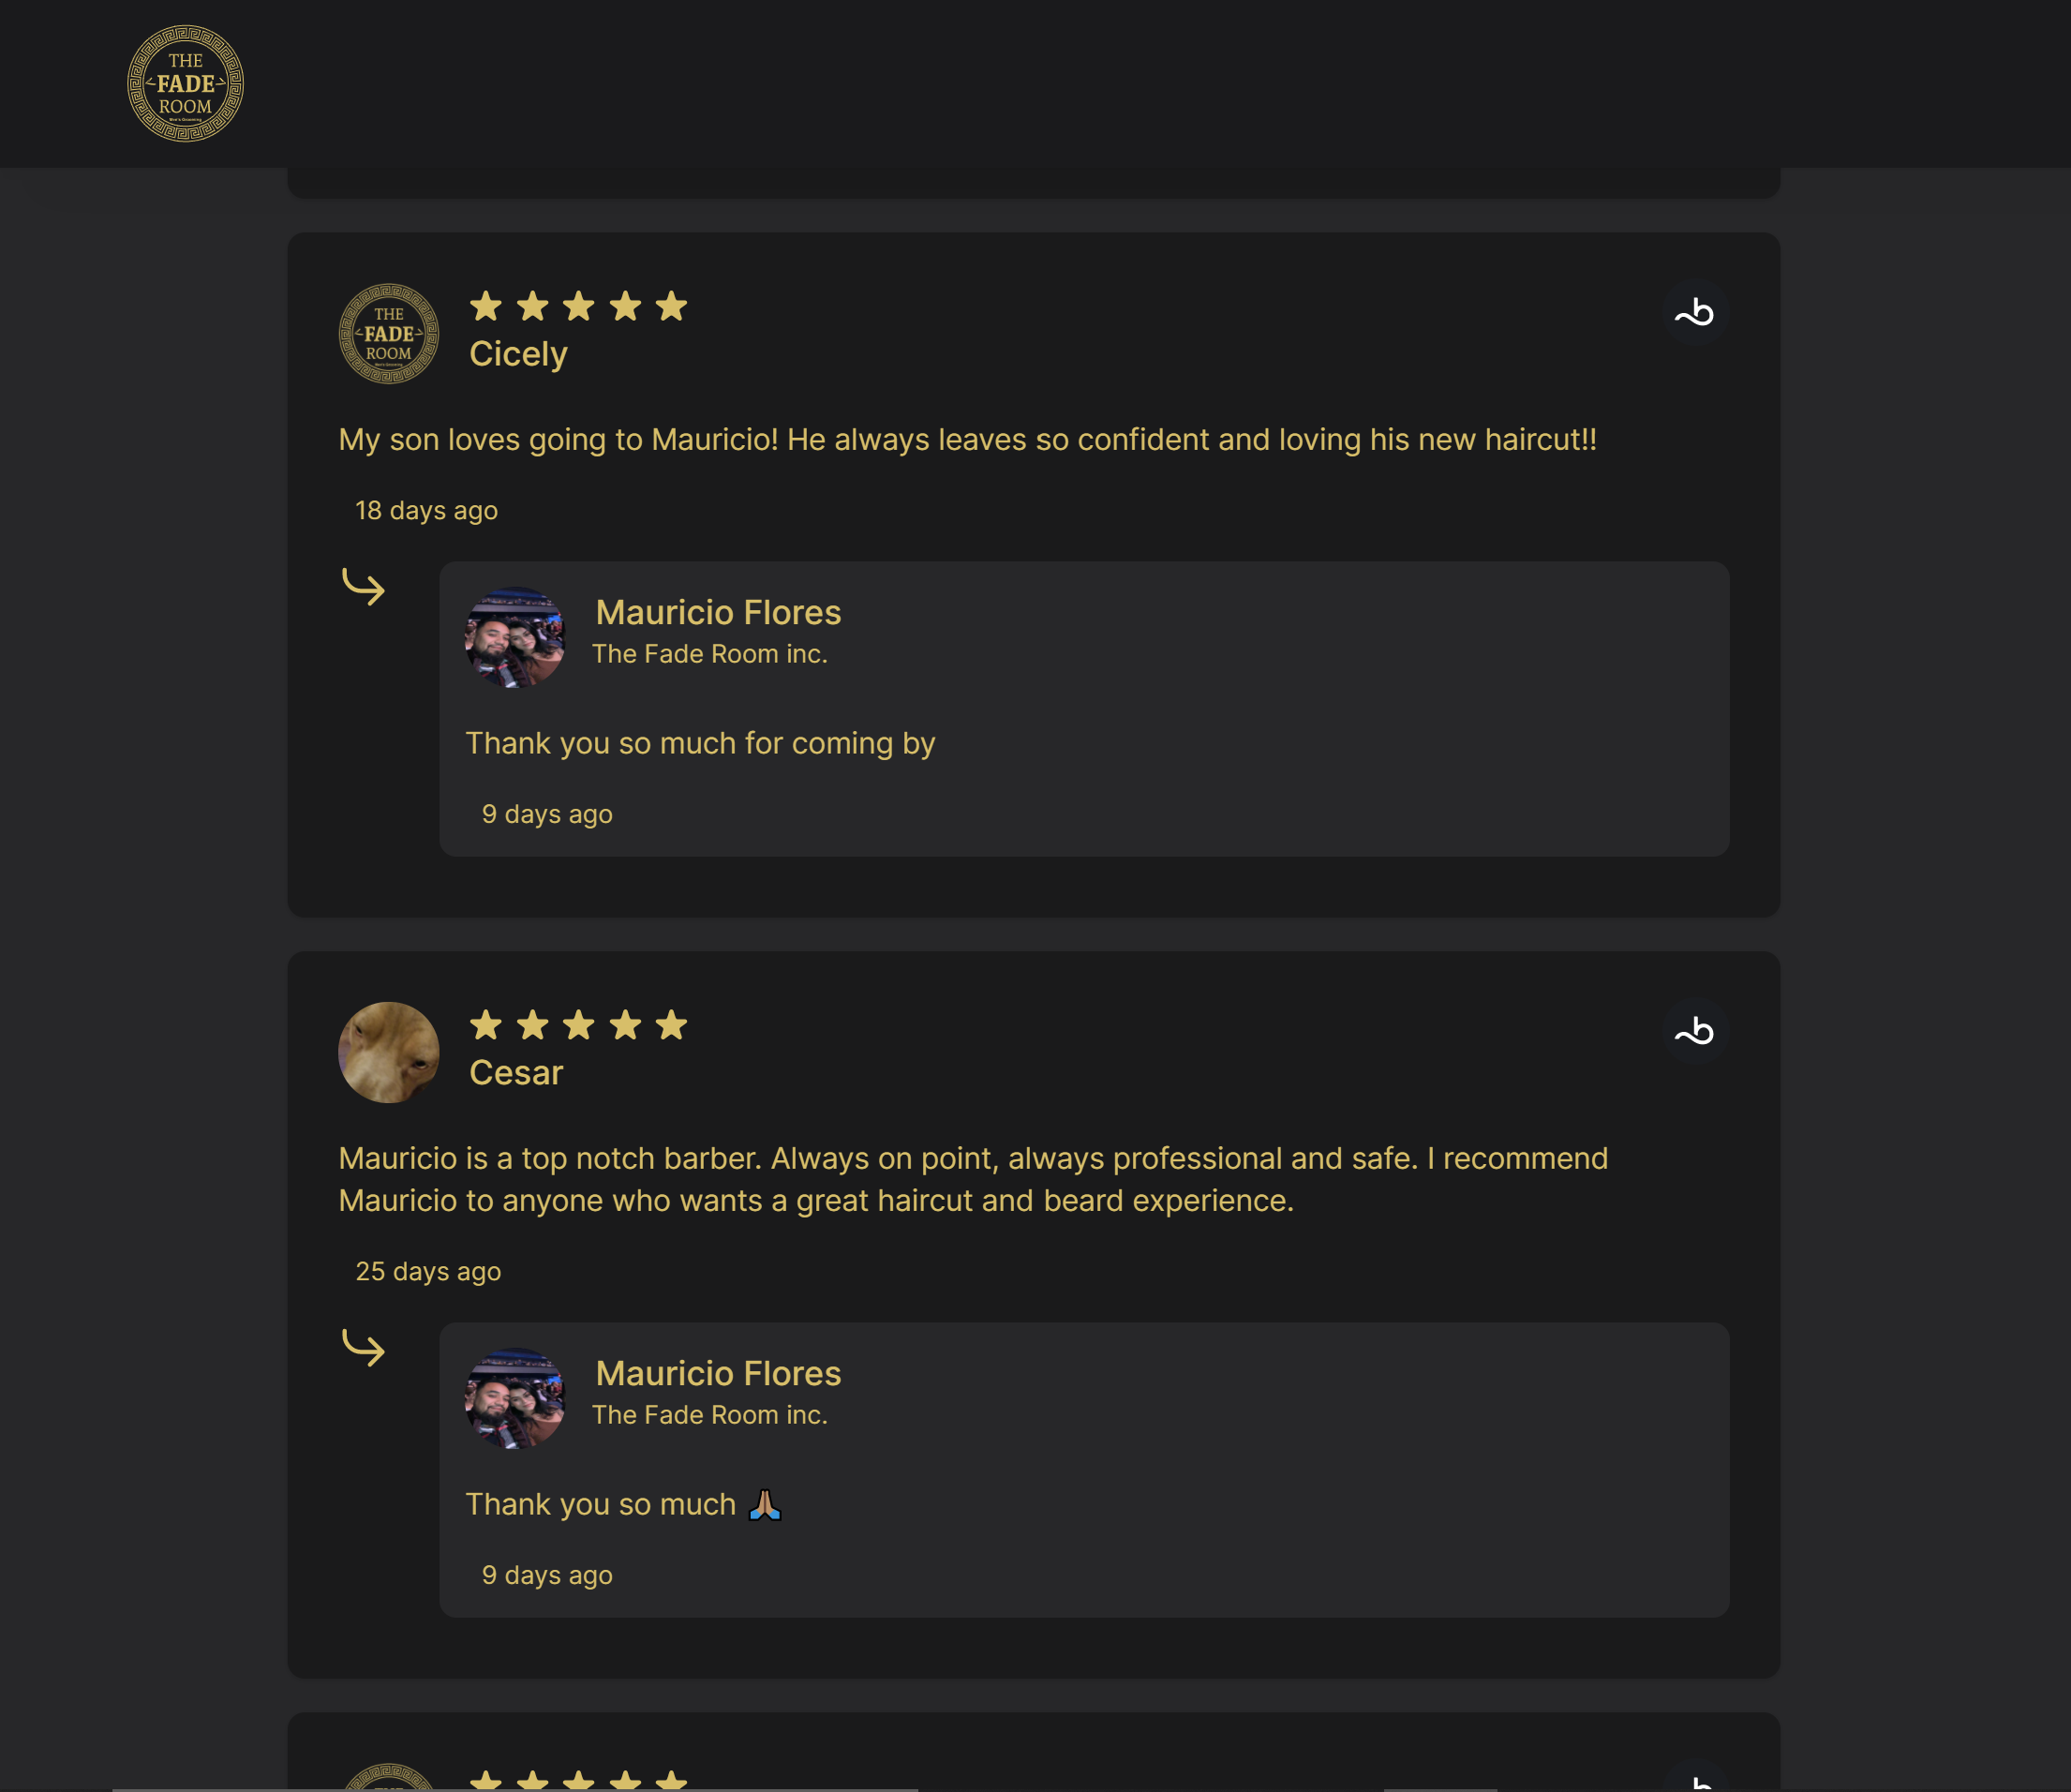 THE
FADE
ROOM
Men's Grooming
THE
FADE
ROOM
Cicely
My son loves going to Mauricio! He always leaves so confident and loving his new haircut!!
18 days ago
Mauricio Flores
The Fade Room inc.
Thank you so much for coming by
9 days ago
Cesar
Mauricio is a top notch barber. Always on point, always professional and safe. I recommend
Mauricio to anyone who wants a great haircut and beard experience.
25 days ago
Mauricio Flores
The Fade Room inc.
Thank you so much 🙏🏽
9 days ago